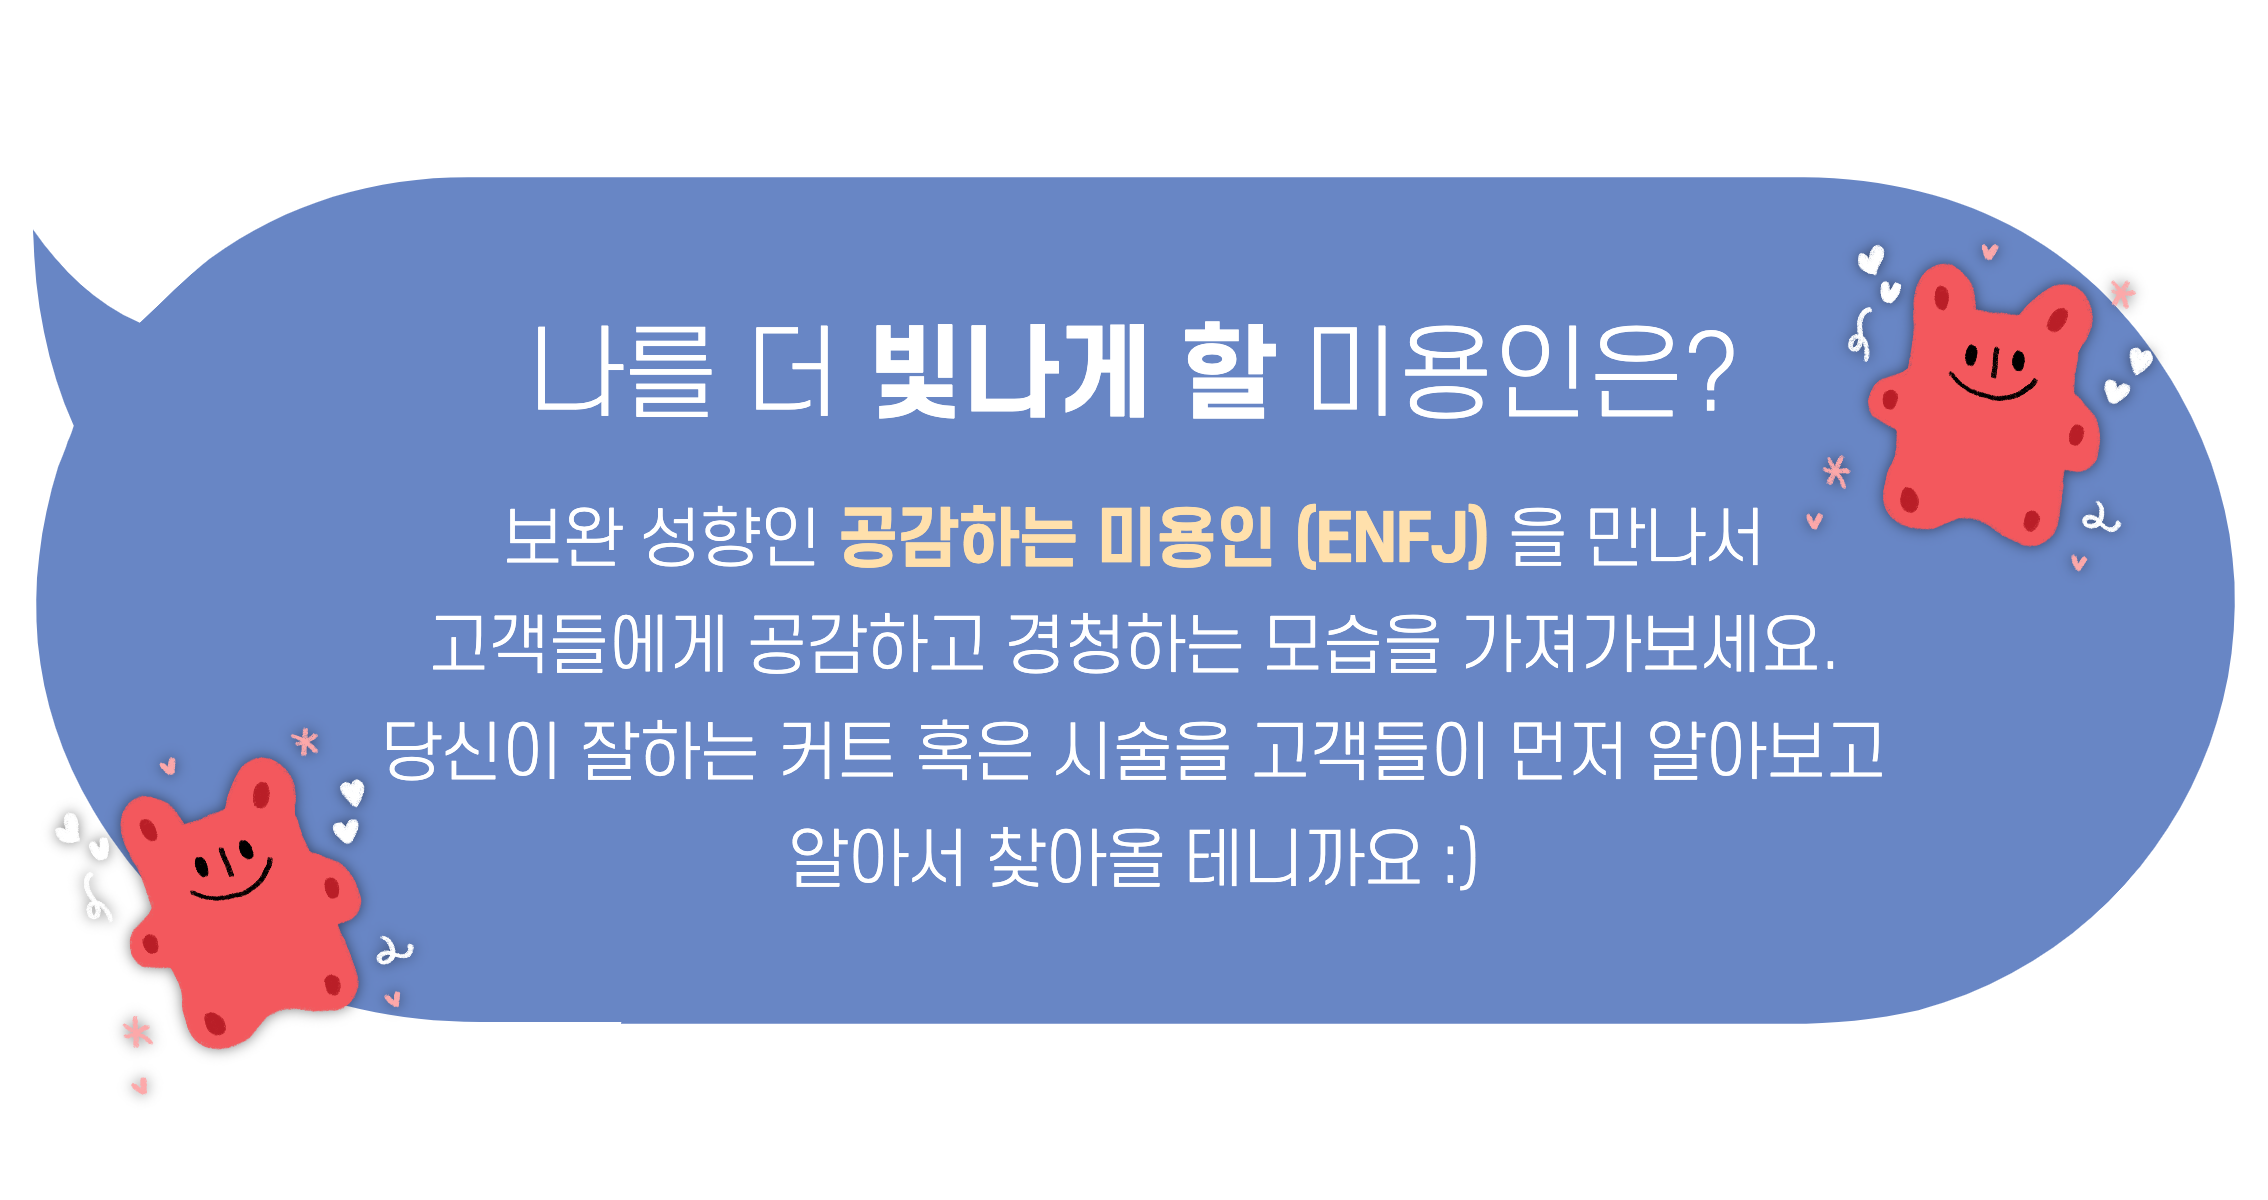 나를 더 빛나게 할 미용인은?
보완 성향인 공감하는 미용인 (ENFJ) 을 만나서
고객들에게 공감하고 경청하는 모습을 가져가보세요.
당신이 잘하는 커트 혹은 시술을 고객들이 먼저 알아보고
알아서 찾아올 테니까요 :)